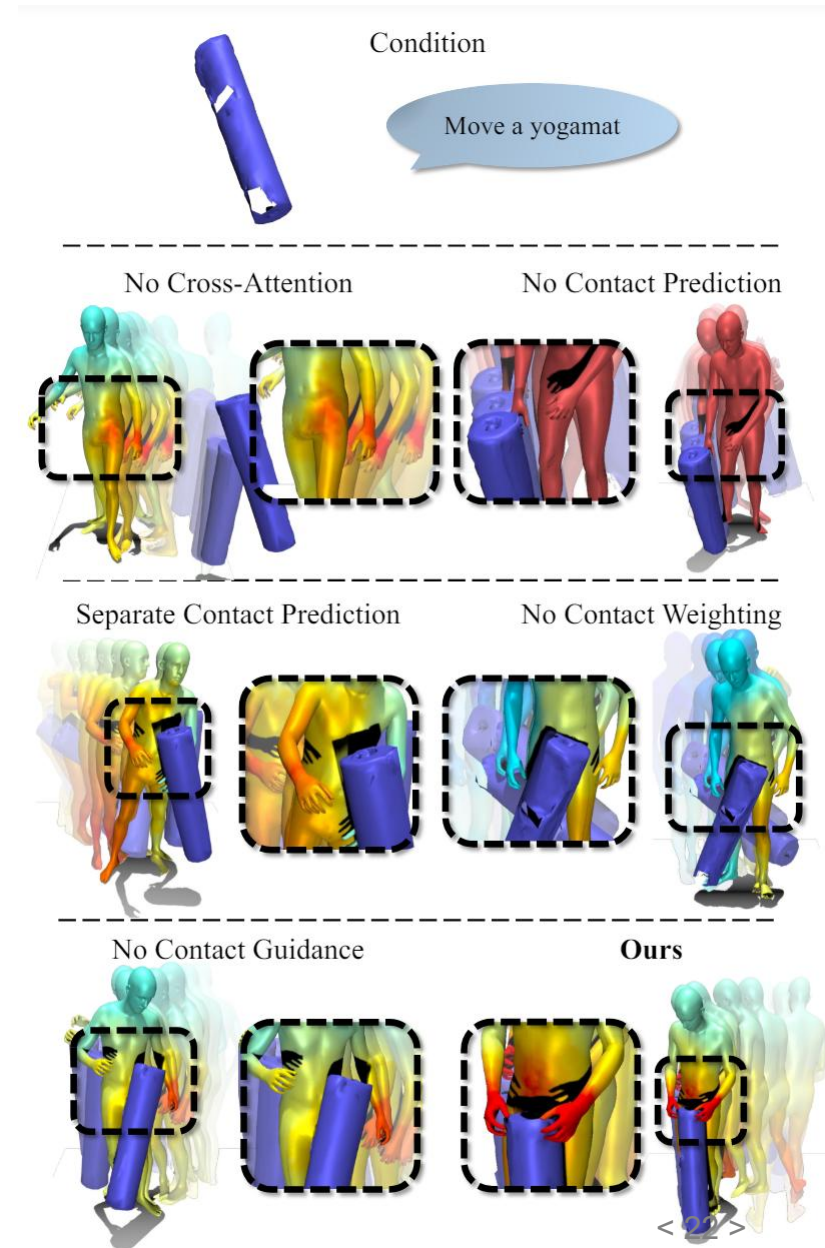 Condition
Move a yogamat
No Cross-Attention
No Contact Prediction
Separate Contact Prediction
No Contact Weighting
No Contact Guidance
Ours
< 22 >